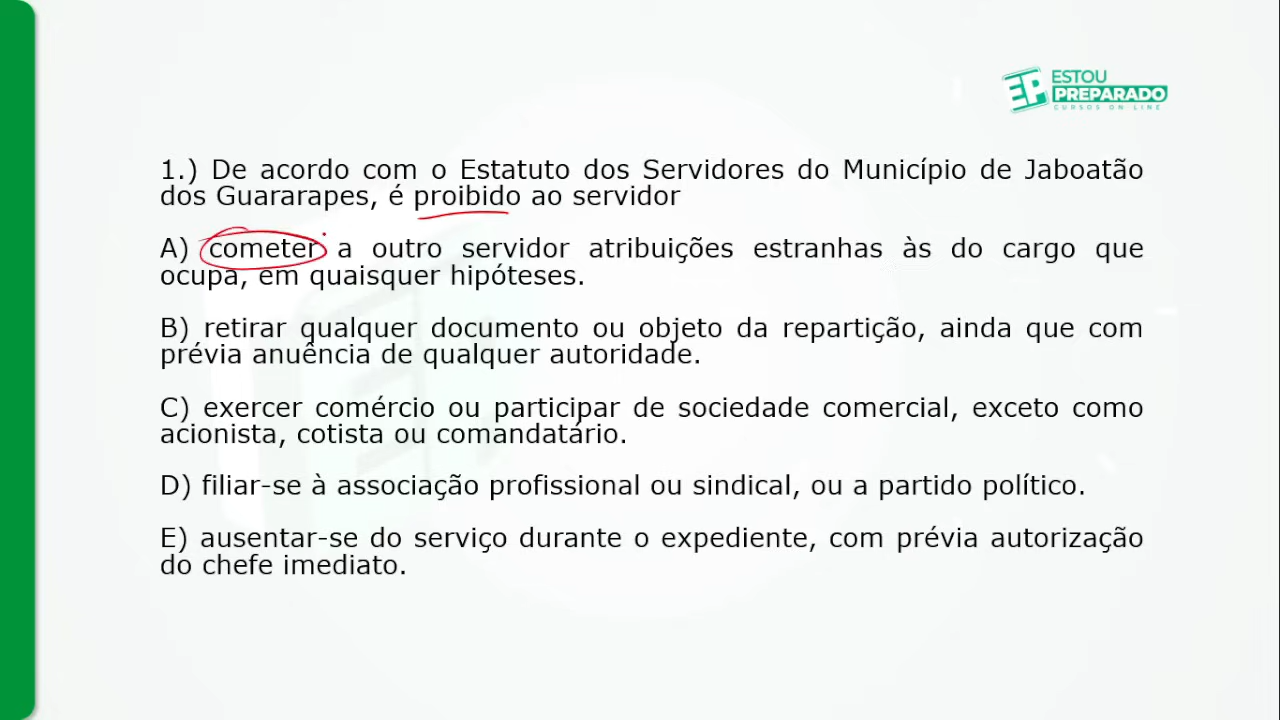 ESTOU
EP PREPARADO
CURSOS ON LINE
1.) De acordo com o Estatuto dos Servidores do Município de Jaboatão
dos Guararapes, é proibido ao servidor
A) cometer a outro servidor atribuições estranhas às do cargo que
ocupa, em quaisquer hipóteses.
B) retirar qualquer documento ou objeto da repartição, ainda que com
prévia anuência de qualquer autoridade.
C) exercer comércio ou participar de sociedade comercial, exceto como
acionista, cotista ou comandatário.
D) filiar-se à associação profissional ou sindical, ou a partido político.
E) ausentar-se do serviço durante o expediente, com prévia autorização
do chefe imediato.